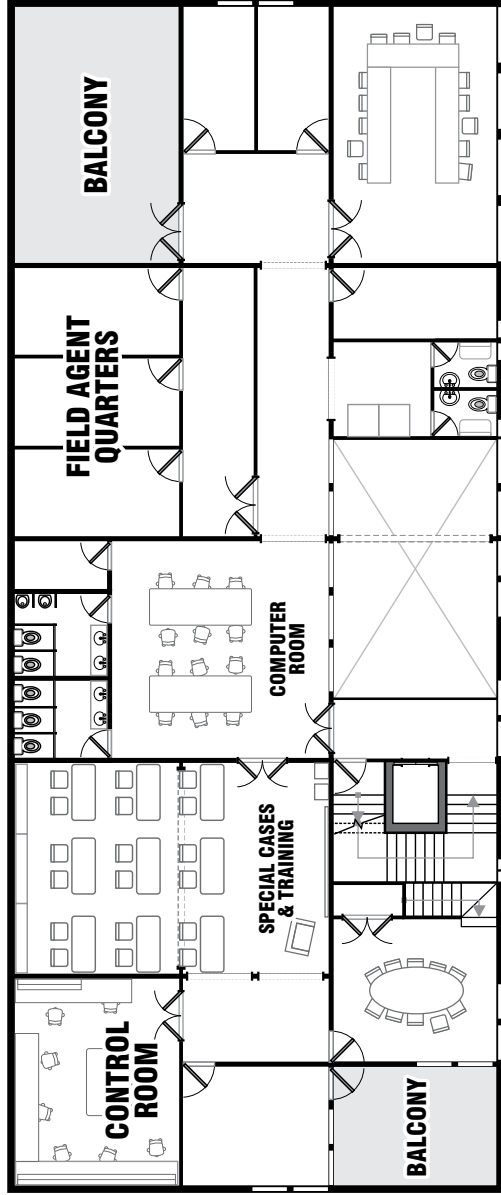 BALCONY
FIELD AGENT
QUARTERS
COMPUTER
ROOM
SPECIAL CASES
& TRAINING
CONTROL
ROOM
BALCONY